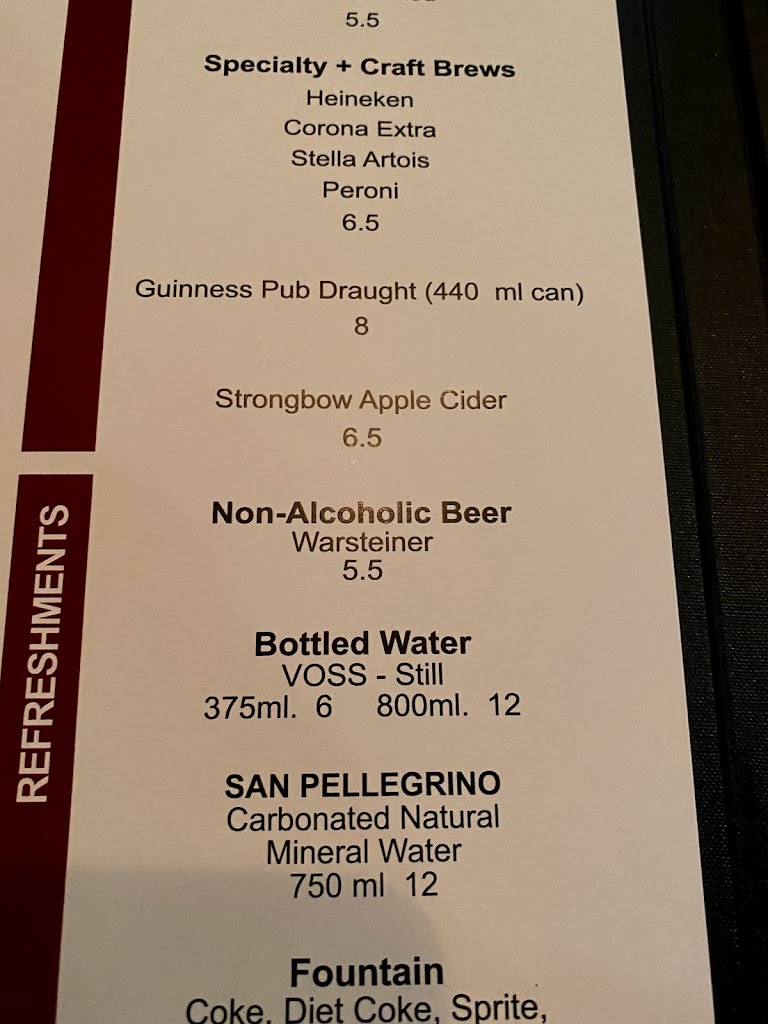 5.5
Specialty + Craft Brews
Heineken
Corona Extra
Stella Artois
Peroni
6.5
Guinness Pub Draught (440 ml can)
8
Strongbow Apple Cider
6.5
REFRESHMENTS
Non-Alcoholic Beer
Warsteiner
5.5
Bottled Water
VOSS - Still
375ml. 6 800ml. 12
SAN PELLEGRINO
Carbonated Natural
Mineral Water
750 ml 12
Fountain
Coke, Diet Coke, Sprite,